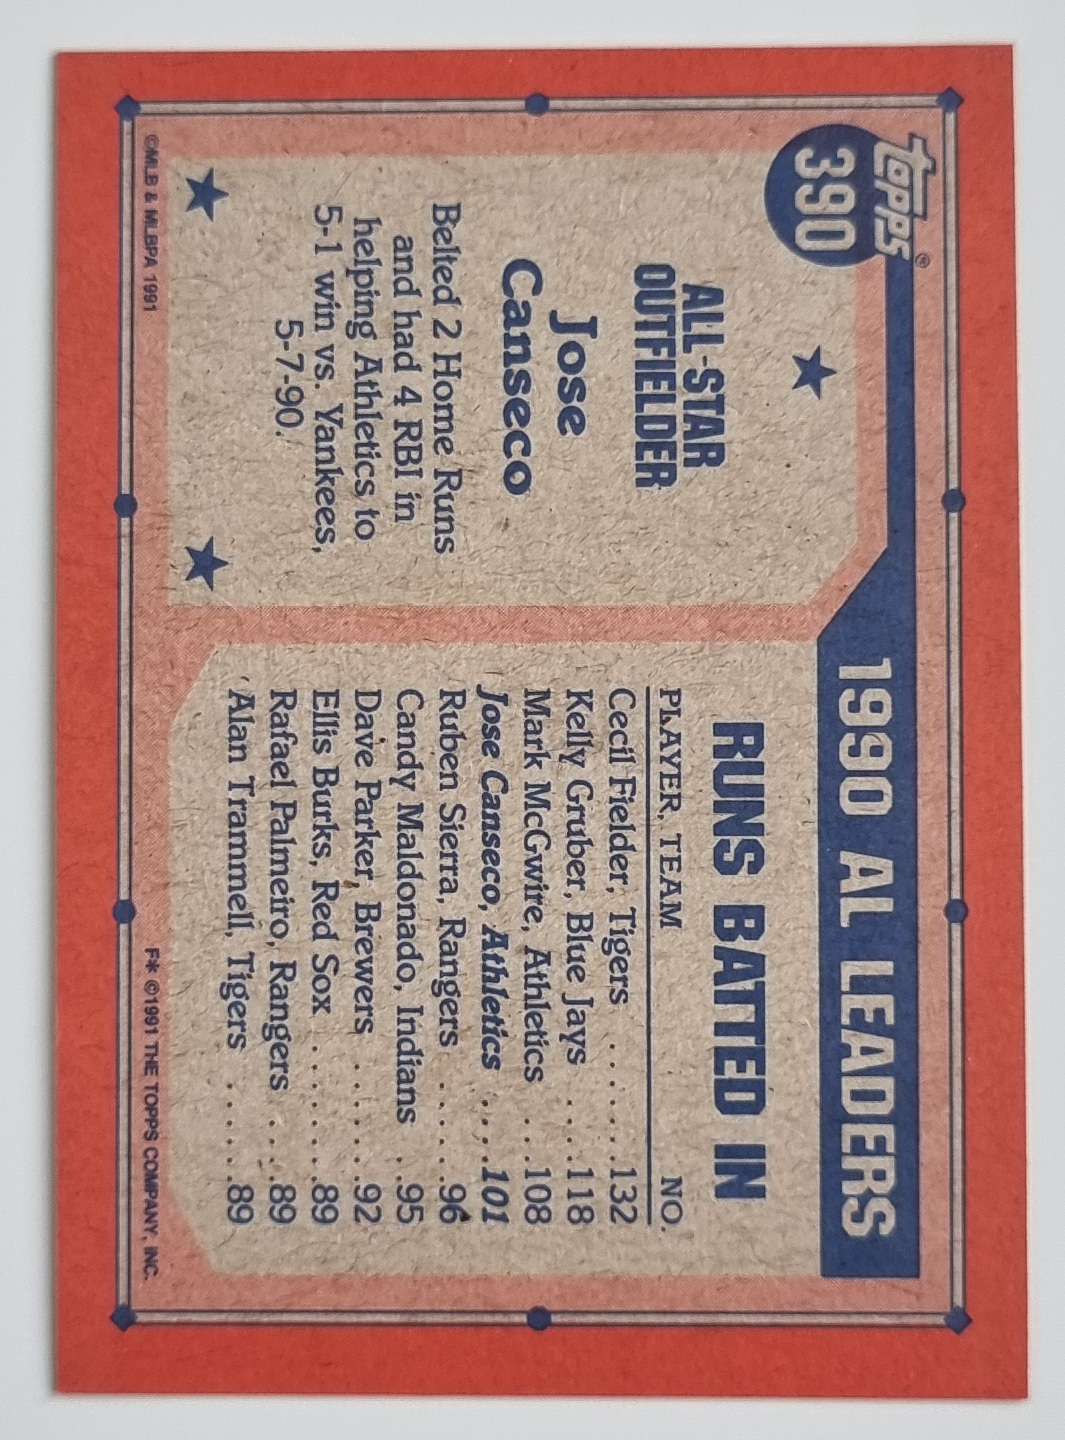 topps®
390
1990 AL LEADERS
ALL-STAR
OUTFIELDER
Jose
Canseco
Belted 2 Home Runs
and had 4 RBI in
helping Athletics to
5-1 win vs. Yankees,
5-7-90.
RUNS BATTED IN
PLAYER, TEAM NO.
Cecil Fielder, Tigers ........132
Kelly Gruber, Blue Jays ....118
Mark McGwire, Athletics ...108
Jose Canseco, Athletics ....101
Ruben Sierra, Rangers ......96
Candy Maldonado, Indians ..95
Dave Parker, Brewers ........92
Ellis Burks, Red Sox .........89
Rafael Palmeiro, Rangers ....89
Alan Trammell, Tigers ......89
©MLB & MLBPA 1991
F* ©1991 THE TOPPS COMPANY, INC.